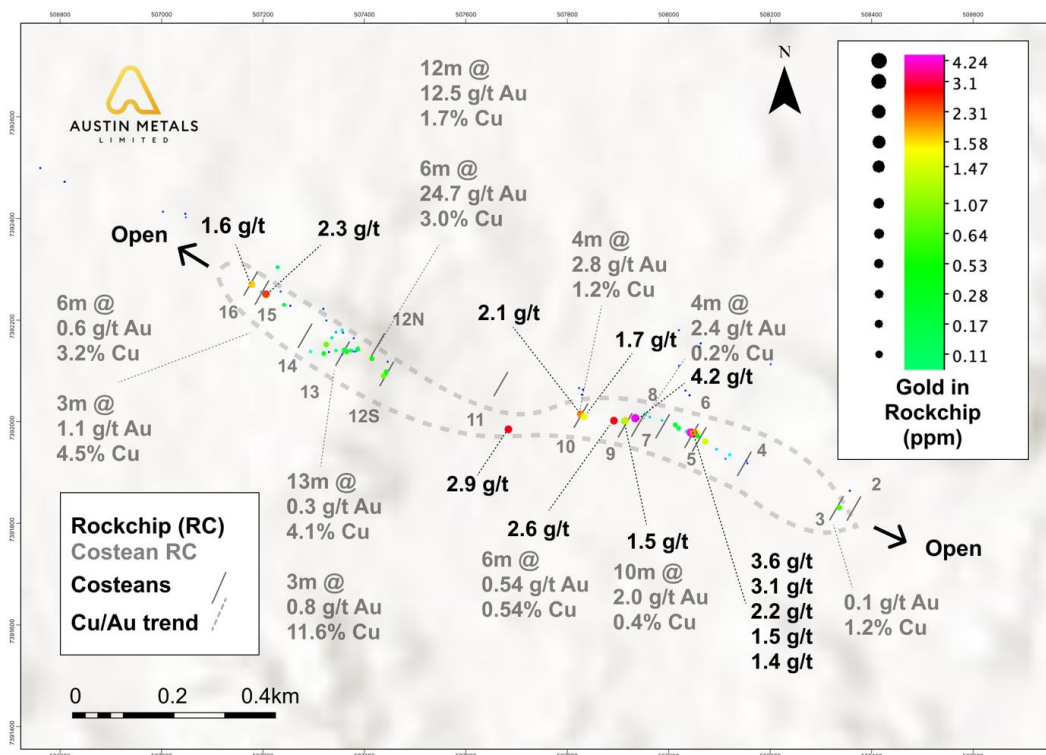 506800 507000 507200 507400 507600 507800 508000 508200 508400 508600
7392600
7392400
7392200
7392000
7391800
7391600
7391400
AUSTIN METALS
LIMITED
N
12m @
12.5 g/t Au
1.7% Cu
6m @
24.7 g/t Au
3.0% Cu
4.24
3.1
2.31
1.58
1.47
1.07
0.64
0.53
0.28
0.17
0.11
Gold in
Rockchip
(ppm)
Open
1.6 g/t
2.3 g/t
16
15
14
13
12N
12S
11
10
9
8
7
6
5
4
3
2
4m @
2.8 g/t Au
1.2% Cu
2.1 g/t
1.7 g/t
4m @
2.4 g/t Au
0.2% Cu
4.2 g/t
6m @
0.6 g/t Au
3.2% Cu
3m @
1.1 g/t Au
4.5% Cu
13m @
0.3 g/t Au
4.1% Cu
3m @
0.8 g/t Au
11.6% Cu
2.9 g/t
2.6 g/t
6m @
0.54 g/t Au
0.54% Cu
1.5 g/t
10m @
2.0 g/t Au
0.4% Cu
3.6 g/t
3.1 g/t
2.2 g/t
1.5 g/t
1.4 g/t
Open
0.1 g/t Au
1.2% Cu
Rockchip (RC)
Costean RC
Costeans
Cu/Au trend
0 0.2 0.4km